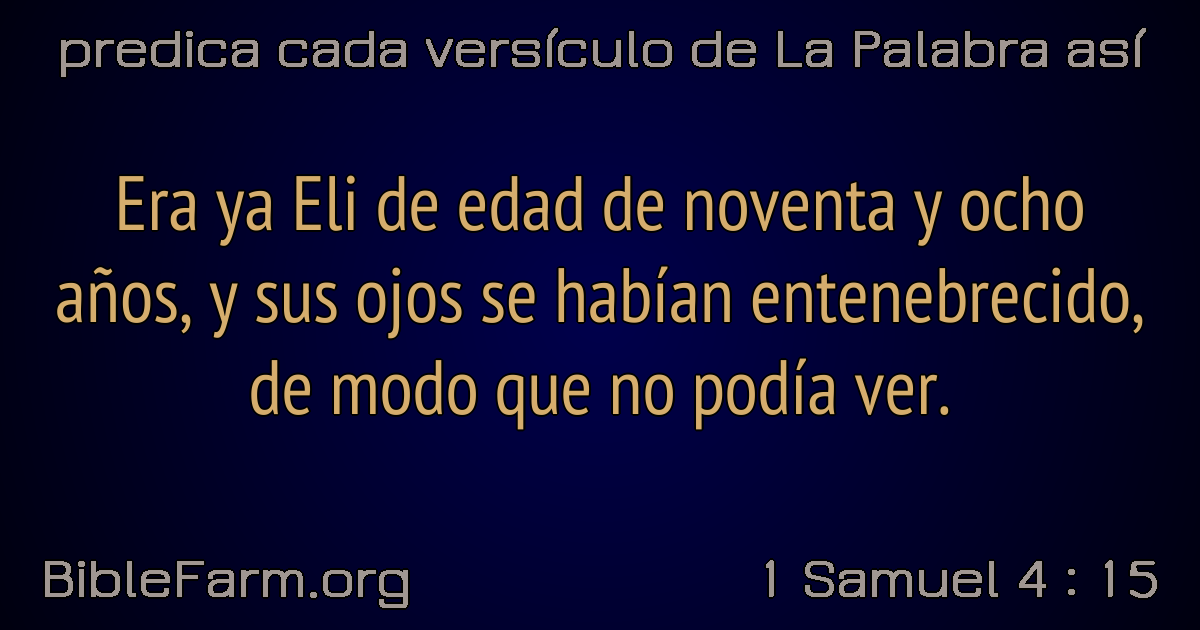 predica cada versículo de La Palabra así
Era ya Eli de edad de noventa y ocho
años, y sus ojos se habían entenebrecido,
de modo que no podía ver.
BibleFarm.org
1 Samuel 4 : 15